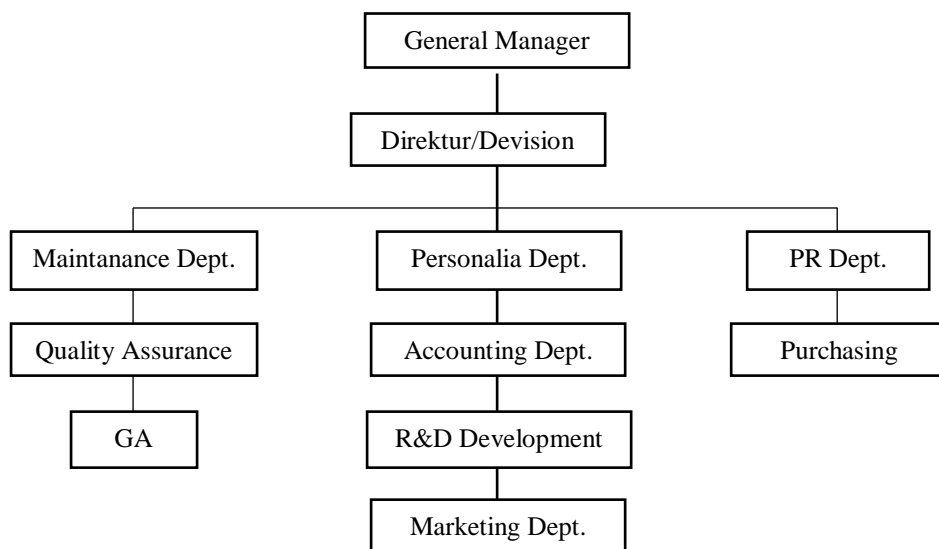 General Manager
Direktur/Devision
Maintanance Dept.
Personalia Dept.
PR Dept.
Quality Assurance
Accounting Dept.
Purchasing
GA
R&D Development
Marketing Dept.